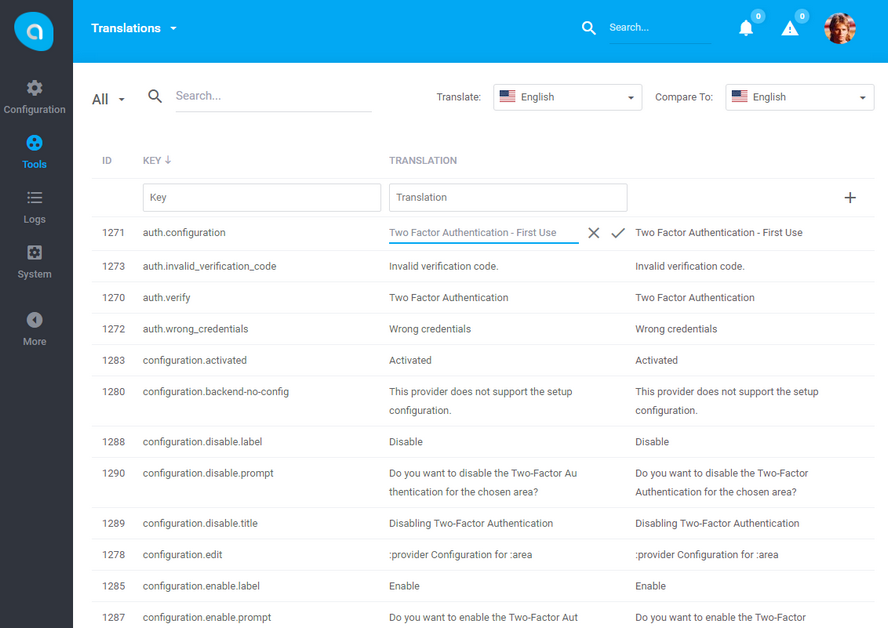 Translations
Search...
0
0
Configuration
Tools
Logs
System
More
All
Search...
Translate:
English
Compare To:
English
ID
KEY
TRANSLATION
Key
Translation
1271 auth.configuration Two Factor Authentication - First Use Two Factor Authentication - First Use
1273 auth.invalid_verification_code Invalid verification code. Invalid verification code.
1270 auth.verify Two Factor Authentication Two Factor Authentication
1272 auth.wrong_credentials Wrong credentials Wrong credentials
1283 configuration.activated Activated Activated
1280 configuration.backend-no-config This provider does not support the setup This provider does not support the setup
configuration. configuration.
1288 configuration.disable.label Disable Disable
1290 configuration.disable.prompt Do you want to disable the Two-Factor Au Do you want to disable the Two-Factor
thentication for the chosen area? Authentication for the chosen area?
1289 configuration.disable.title Disabling Two-Factor Authentication Disabling Two-Factor Authentication
1278 configuration.edit :provider Configuration for :area :provider Configuration for :area
1285 configuration.enable.label Enable Enable
1287 configuration.enable.prompt Do you want to enable the Two-Factor Aut Do you want to enable the Two-Factor